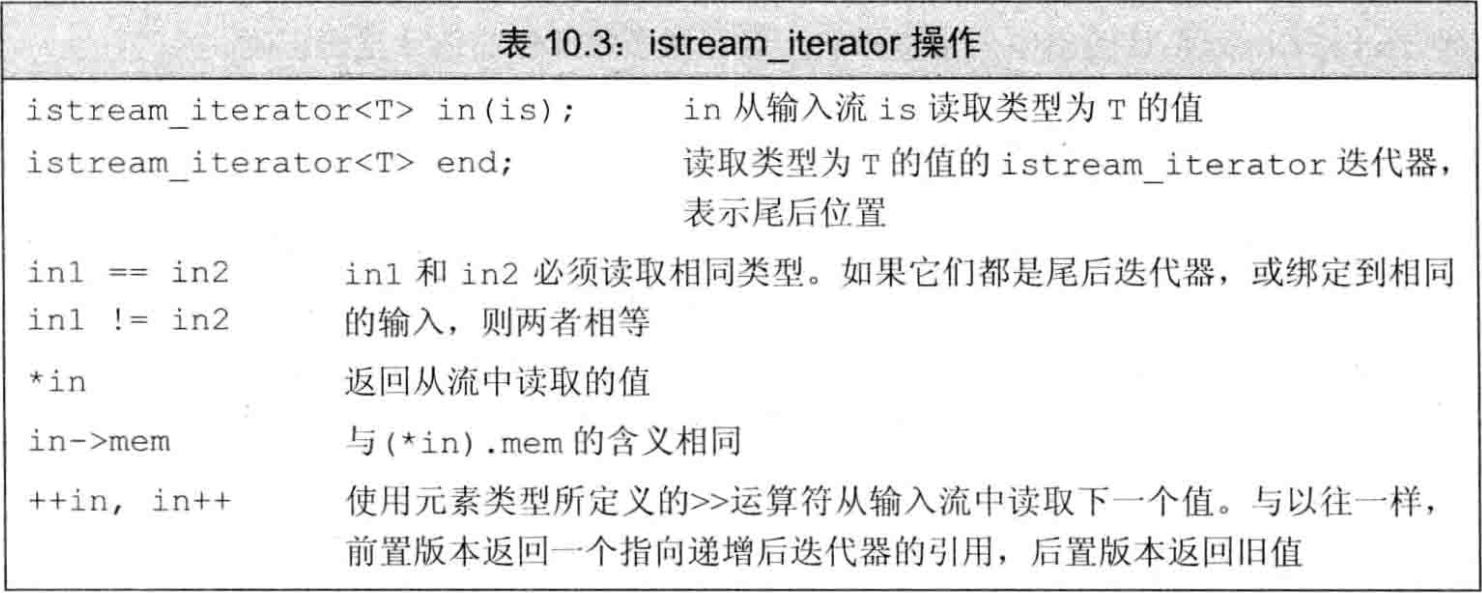 表 10.3：istream_iterator 操作
istream_iterator<T> in(is); in 从输入流 is 读取类型为 T 的值
istream_iterator<T> end; 读取类型为 T 的值的 istream_iterator 迭代器，
表示尾后位置
in1 == in2 in1 和 in2 必须读取相同类型。如果它们都是尾后迭代器，或绑定到相同
in1 != in2 的输入，则两者相等
*in 返回从流中读取的值
in->mem 与(*in).mem 的含义相同
++in, in++ 使用元素类型所定义的>>运算符从输入流中读取下一个值。与以往一样，
前置版本返回一个指向递增后迭代器的引用，后置版本返回旧值